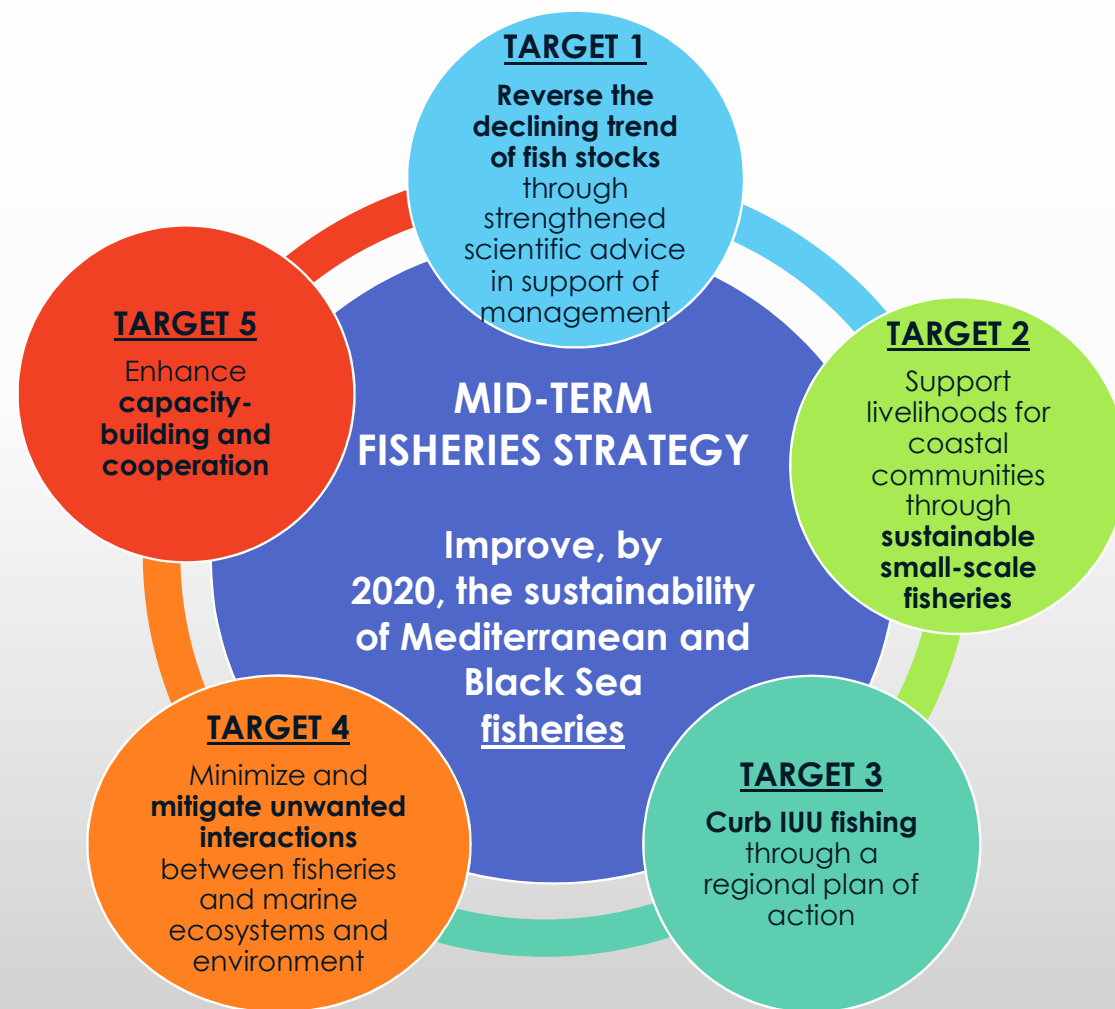 TARGET 1
Reverse the
declining trend
of fish stocks
through
strengthened
scientific advice
in support of
management
TARGET 2
Support
livelihoods for
coastal
communities
through
sustainable
small-scale
fisheries
TARGET 3
Curb IUU fishing
through a
regional plan of
action
TARGET 4
Minimize and
mitigate unwanted
interactions
between fisheries
and marine
ecosystems and
environment
TARGET 5
Enhance
capacity-
building and
cooperation
MID-TERM
FISHERIES STRATEGY
Improve, by
2020, the sustainability
of Mediterranean and
Black Sea
fisheries